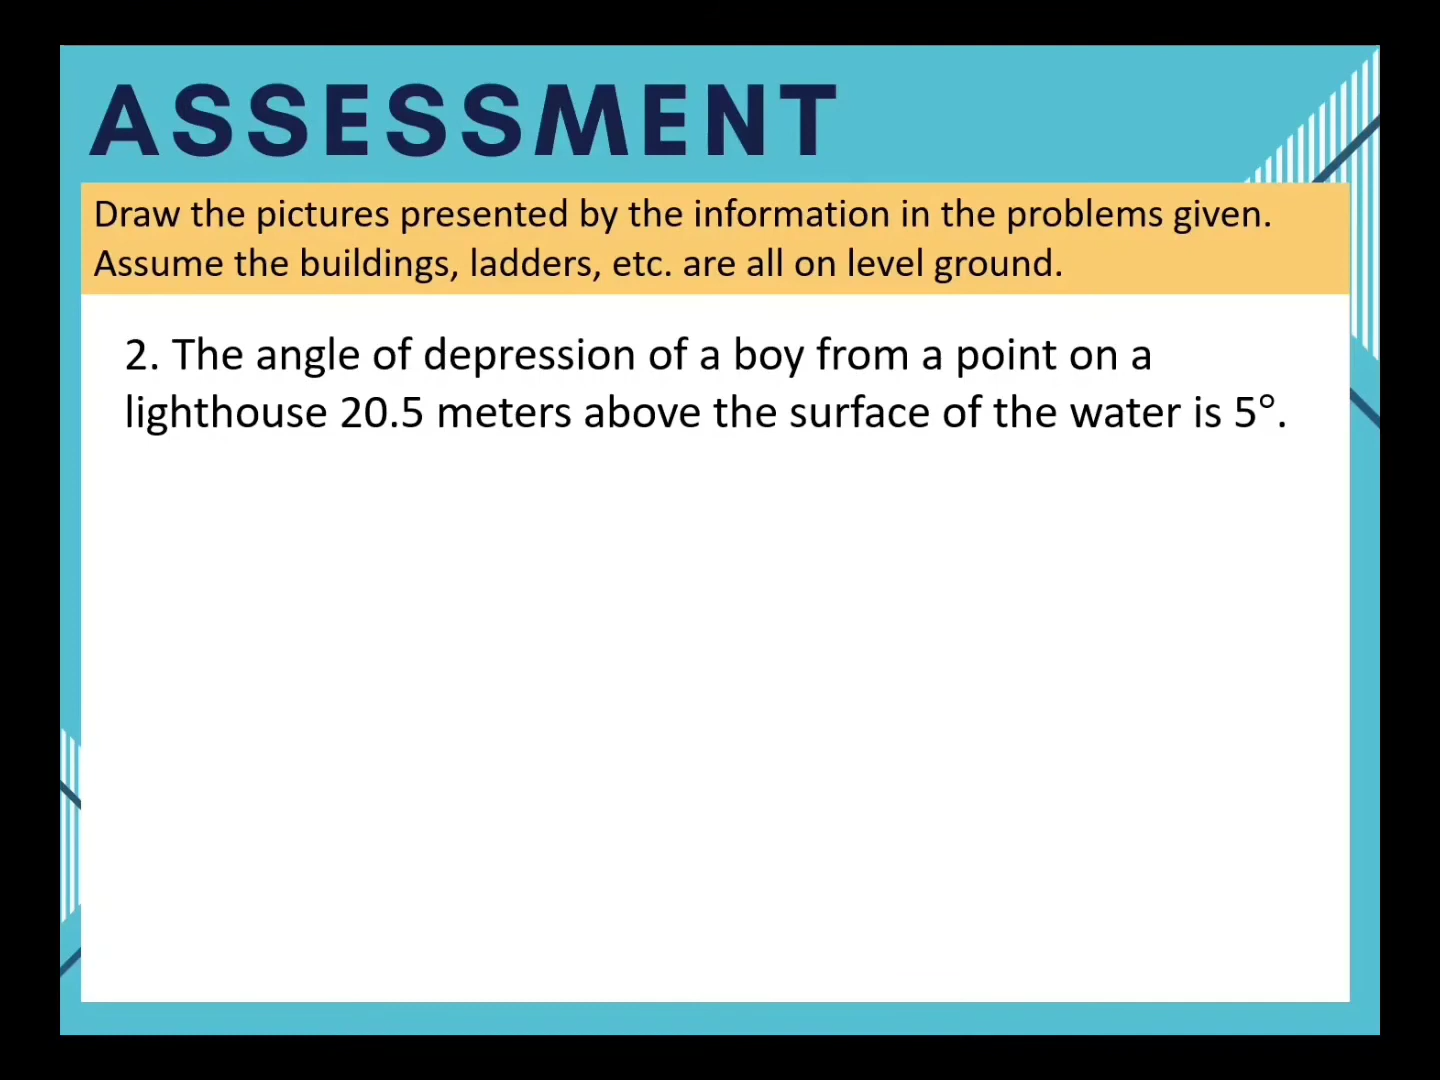 ASSESSMENT
Draw the pictures presented by the information in the problems given.
Assume the buildings, ladders, etc. are all on level ground.
2. The angle of depression of a boy from a point on a
lighthouse 20.5 meters above the surface of the water is 5°.